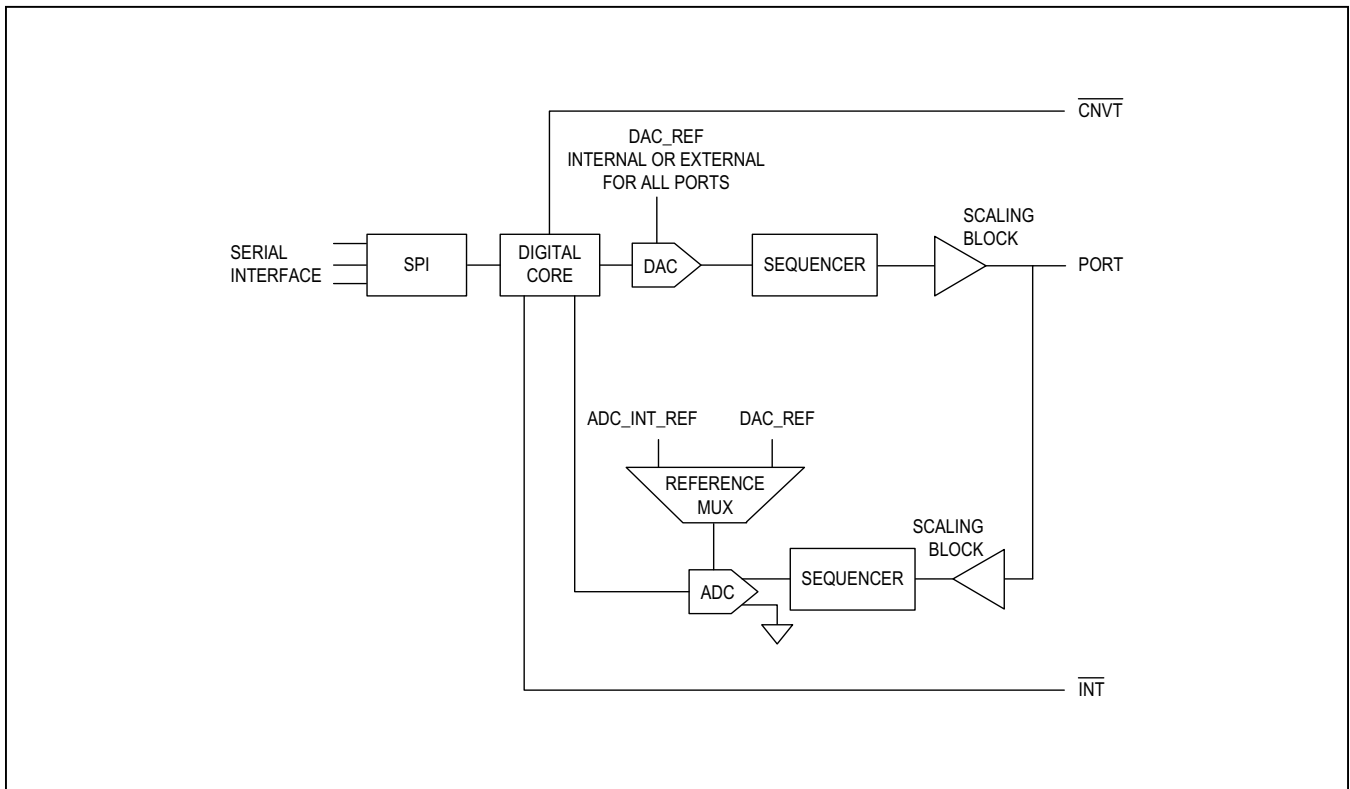 CNVT
DAC_REF
INTERNAL OR EXTERNAL
FOR ALL PORTS
SERIAL
INTERFACE
SPI
DIGITAL
CORE
DAC
SEQUENCER
SCALING
BLOCK
PORT
ADC_INT_REF
DAC_REF
REFERENCE
MUX
ADC
SEQUENCER
SCALING
BLOCK
INT